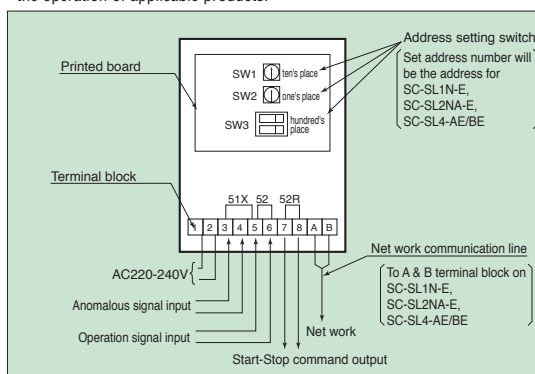 the operation of applicable products.
Address setting switch
Set address number will
be the address for
SC-SL1N-E,
SC-SL2NA-E,
SC-SL4-AE/BE
Printed board
SW1 ten's place
SW2 one's place
SW3 hundred's
place
Terminal block
51X 52 52R
1 2 3 4 5 6 7 8 A B
AC220-240V
Anomalous signal input
Operation signal input
Start-Stop command output
Net work
Net work communication line
To A & B terminal block on
SC-SL1N-E,
SC-SL2NA-E,
SC-SL4-AE/BE